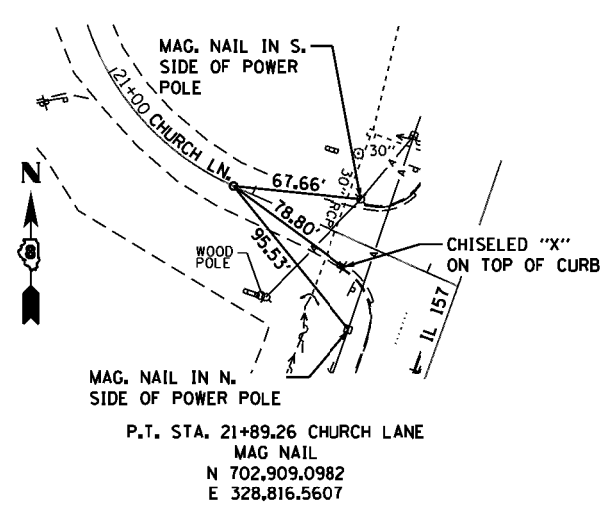 MAG. NAIL IN S.
SIDE OF POWER
POLE
21+00 CHURCH LN.
67.66'
78.80'
95.53'
30"
30" RCP
N
8
WOOD
POLE
CHISELED "X"
ON TOP OF CURB
IL 157
MAG. NAIL IN N.
SIDE OF POWER POLE
P.T. STA. 21+89.26 CHURCH LANE
MAG NAIL
N 702,909.0982
E 328,816.5607